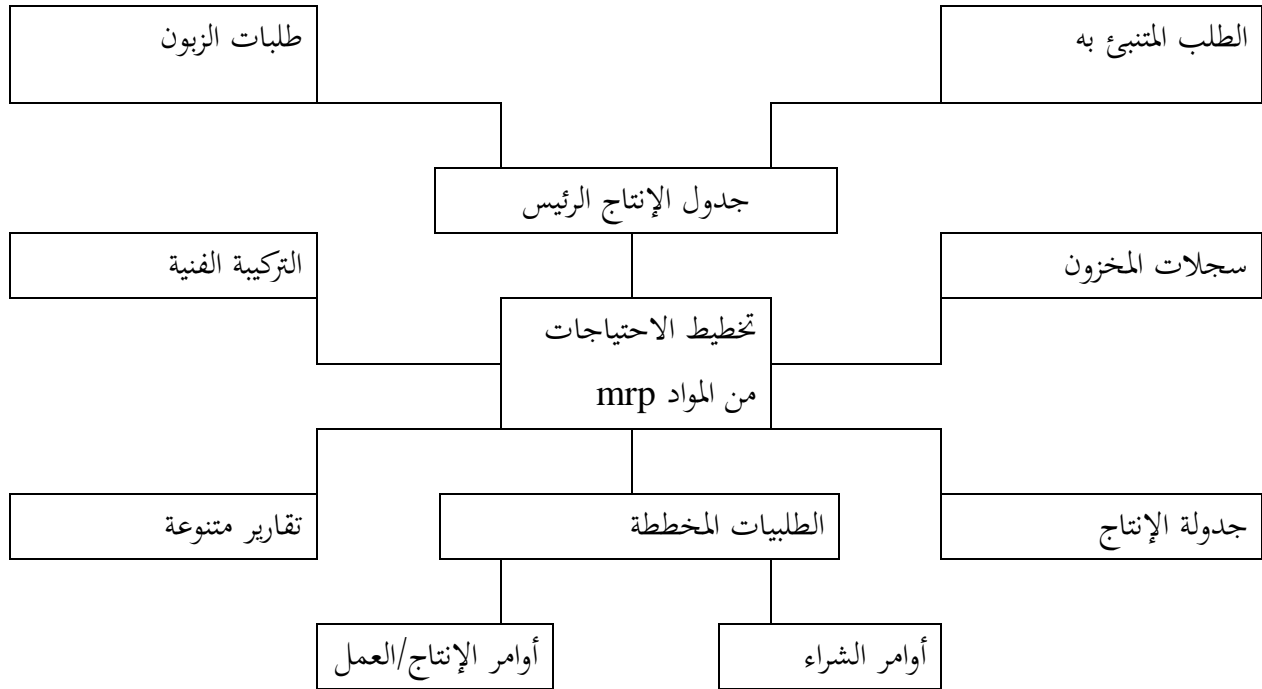 الطلب المتنبئ به
طلبات الزبون
جدول الإنتاج الرئيس
سجلات المخزون
التركيبة الفنية
تخطيط الاحتياجات
من المواد mrp
جدولة الإنتاج
الطلبيات المخططة
تقارير متنوعة
أوامر الشراء
أوامر الإنتاج/العمل